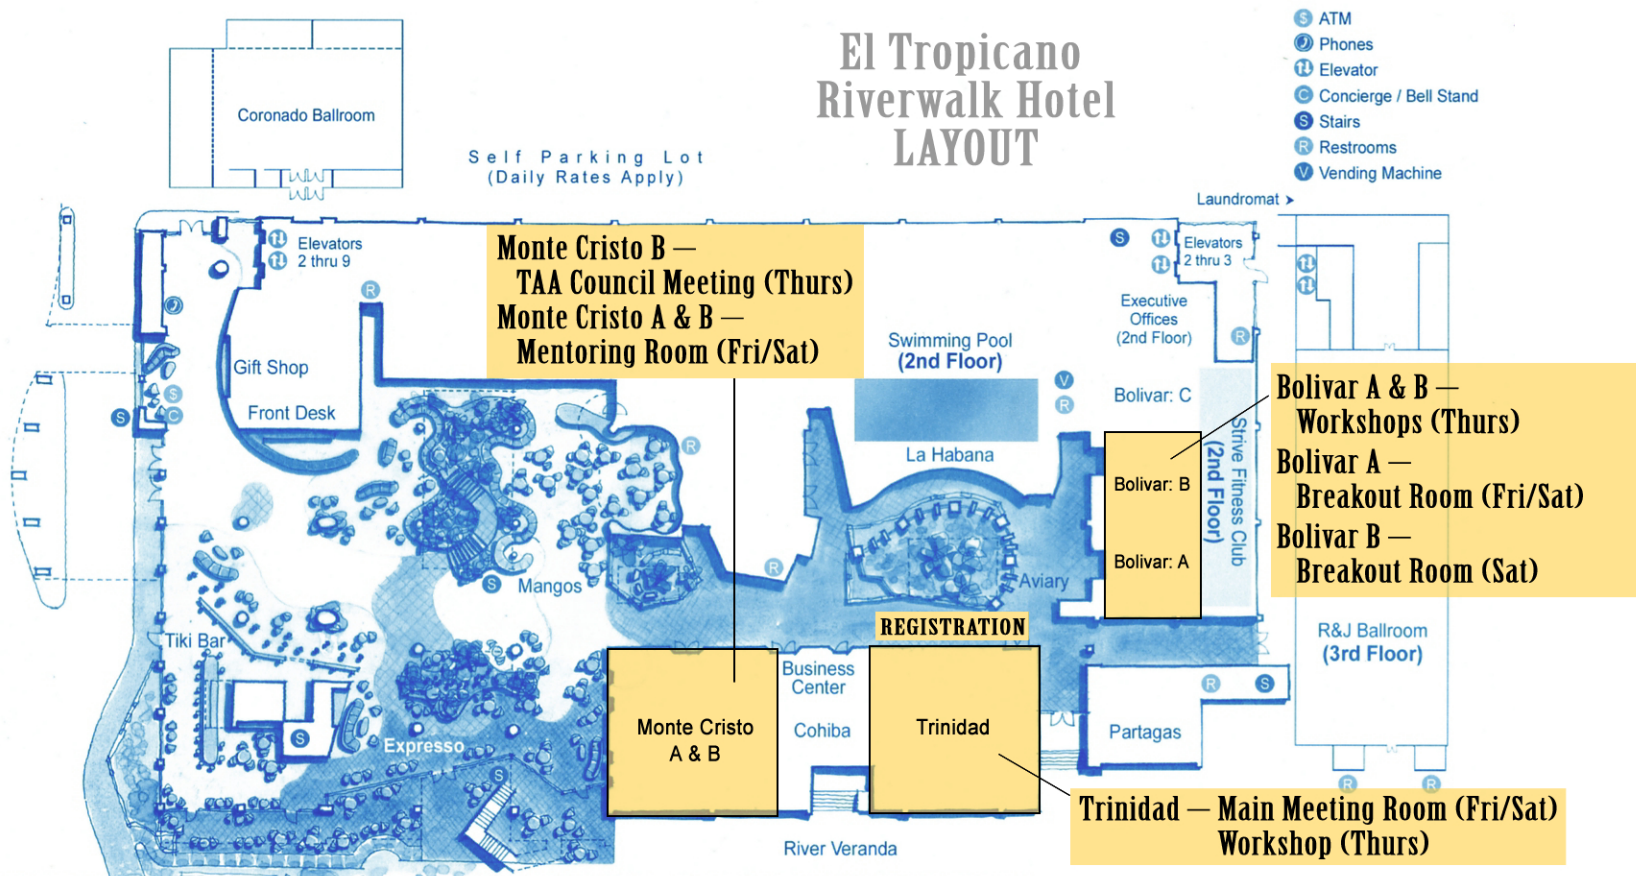 El Tropicano
Riverwalk Hotel
LAYOUT
$ ATM
Phones
Elevator
C Concierge / Bell Stand
S Stairs
R Restrooms
V Vending Machine
Coronado Ballroom
Self Parking Lot
(Daily Rates Apply)
Laundromat
Elevators
2 thru 9
R
Monte Cristo B —
TAA Council Meeting (Thurs)
Monte Cristo A & B —
Mentoring Room (Fri/Sat)
S
Elevators
2 thru 3
Executive
Offices
(2nd Floor)
R
Swimming Pool
(2nd Floor)
V
R
Bolivar: C
Gift Shop
Front Desk
$
C
S
R
La Habana
Bolivar: B
Bolivar: A
Strive Fitness Club
(2nd Floor)
Bolivar A & B —
Workshops (Thurs)
Bolivar A —
Breakout Room (Fri/Sat)
Bolivar B —
Breakout Room (Sat)
S
Mangos
R
Aviary
REGISTRATION
R&J Ballroom
(3rd Floor)
Tiki Bar
S
Expresso
S
Monte Cristo
A & B
Business
Center
Cohiba
Trinidad
Partagas
R
S
R
R
River Veranda
Trinidad — Main Meeting Room (Fri/Sat)
Workshop (Thurs)